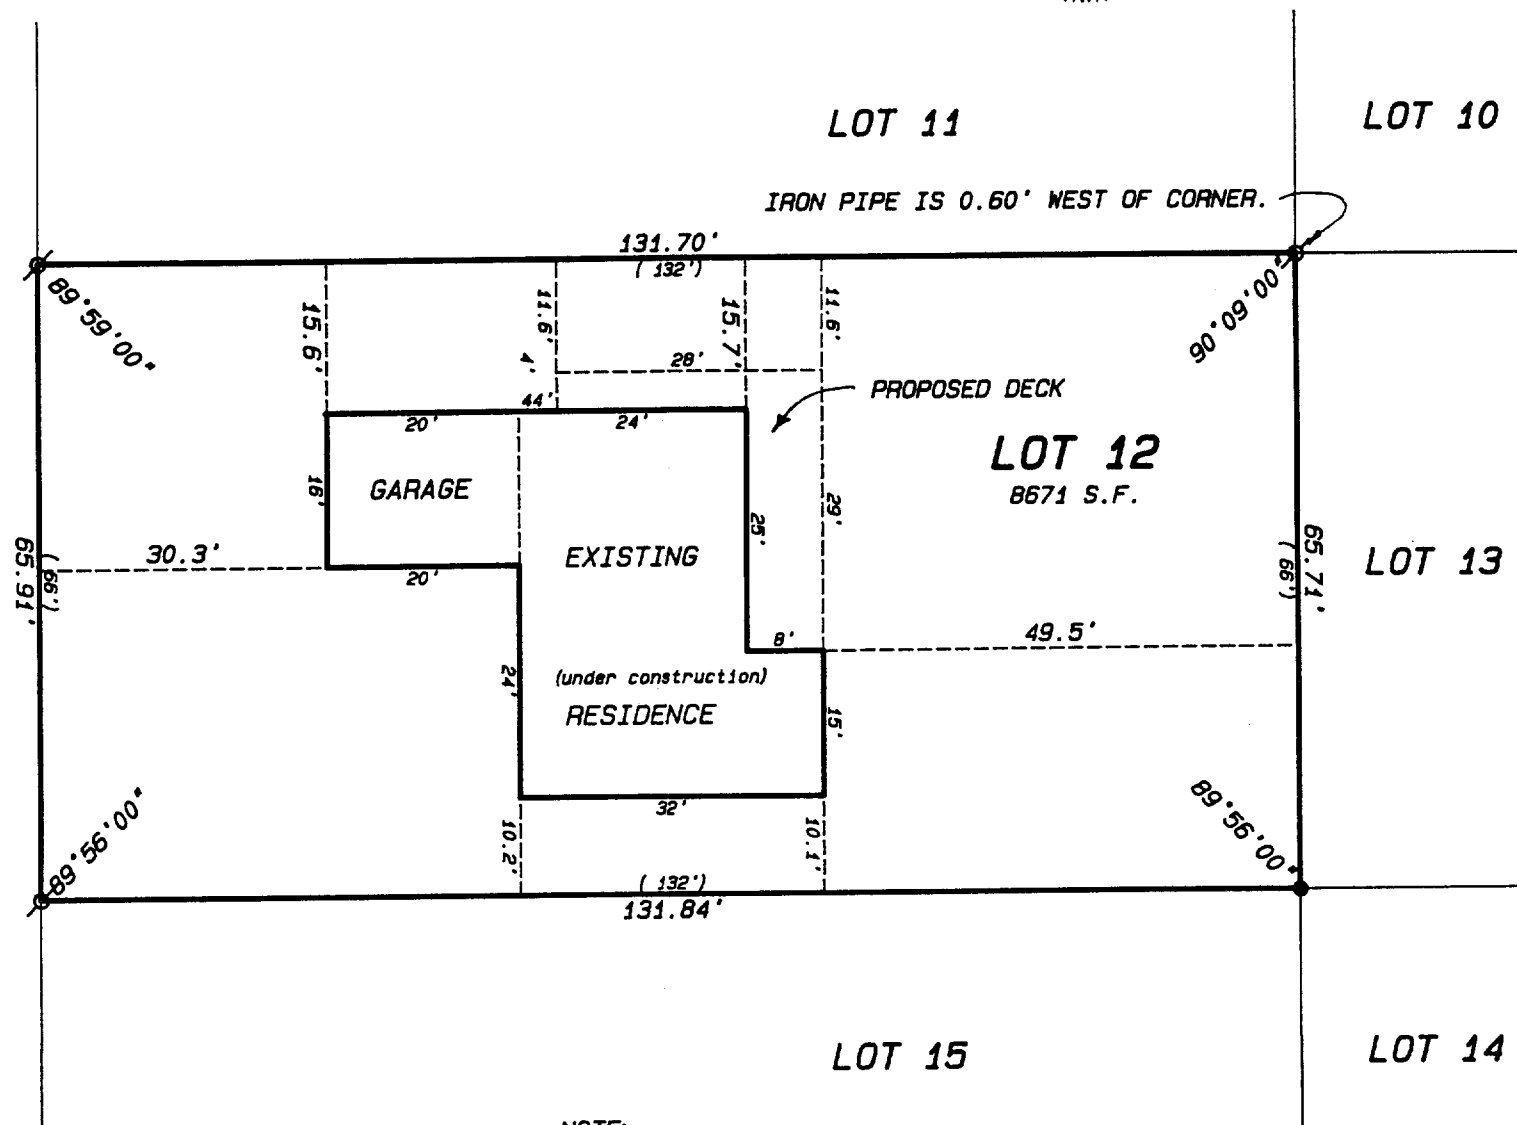 LOT 11
LOT 10
IRON PIPE IS 0.60' WEST OF CORNER.
131.70'
( 132')
89°59'00"
90°09'00"
15.6'
11.6'
15.7'
11.6'
4'
28'
PROPOSED DECK
44'
20'
24'
LOT 12
8671 S.F.
16'
GARAGE
29'
25'
30.3'
EXISTING
65.91'
( 66')
65.71'
( 66')
LOT 13
20'
8'
49.5'
24'
(under construction)
RESIDENCE
15'
32'
89°56'00"
89°56'00"
10.2'
10.1'
( 132')
131.84'
LOT 15
LOT 14
NOTE: